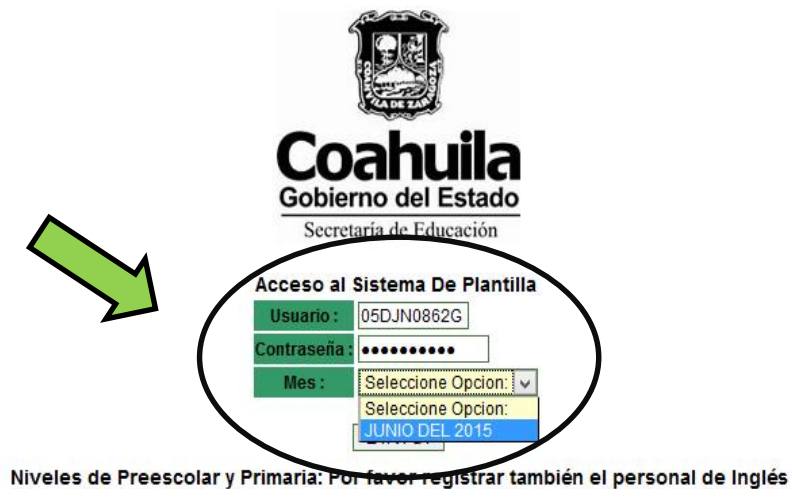 COAHUILA DE ZARAGOZA
Coahuila
Gobierno del Estado
Secretaría de Educación
Acceso al Sistema De Plantilla
Usuario : 05DJN0862G
Contraseña : ••••••••••
Mes : Seleccione Opcion:
Seleccione Opcion:
JUNIO DEL 2015
Niveles de Preescolar y Primaria: Por favor registrar también el personal de Inglés